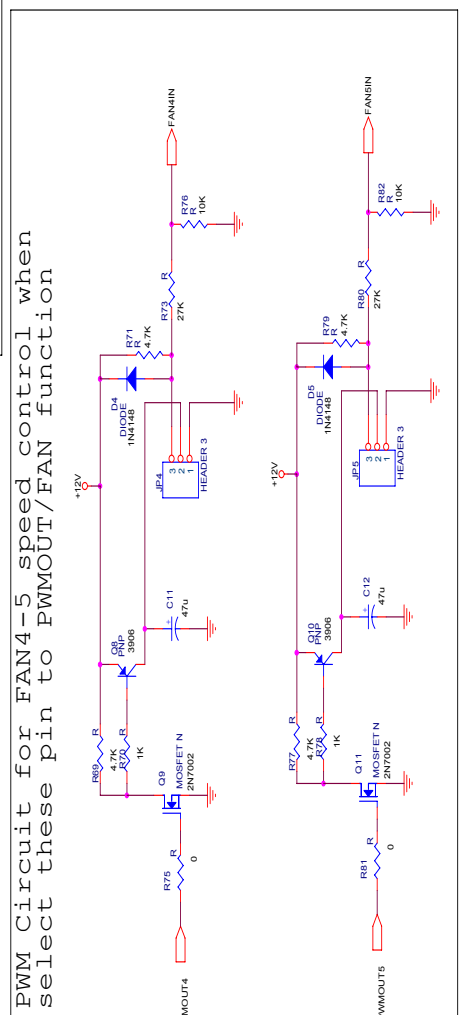 PWM Circuit for FAN4-5 speed control when
select these pin to PWMOUT/FAN function
MOUT4
R75
R
0
R69
R
4.7K
R70
R
1K
Q9
MOSFET N
2N7002
Q8
PNP
3906
+
C11
47u
+12V
JP4
3
2
1
HEADER 3
D4
DIODE
1N4148
R71
R
4.7K
R73
R
27K
R76
R
10K
FAN4IN
PWMOUT5
R81
R
0
R77
R
4.7K
R78
R
1K
Q11
MOSFET N
2N7002
Q10
PNP
3906
+
C12
47u
+12V
JP5
3
2
1
HEADER 3
D5
DIODE
1N4148
R79
R
4.7K
R80
R
27K
R82
R
10K
FAN5IN